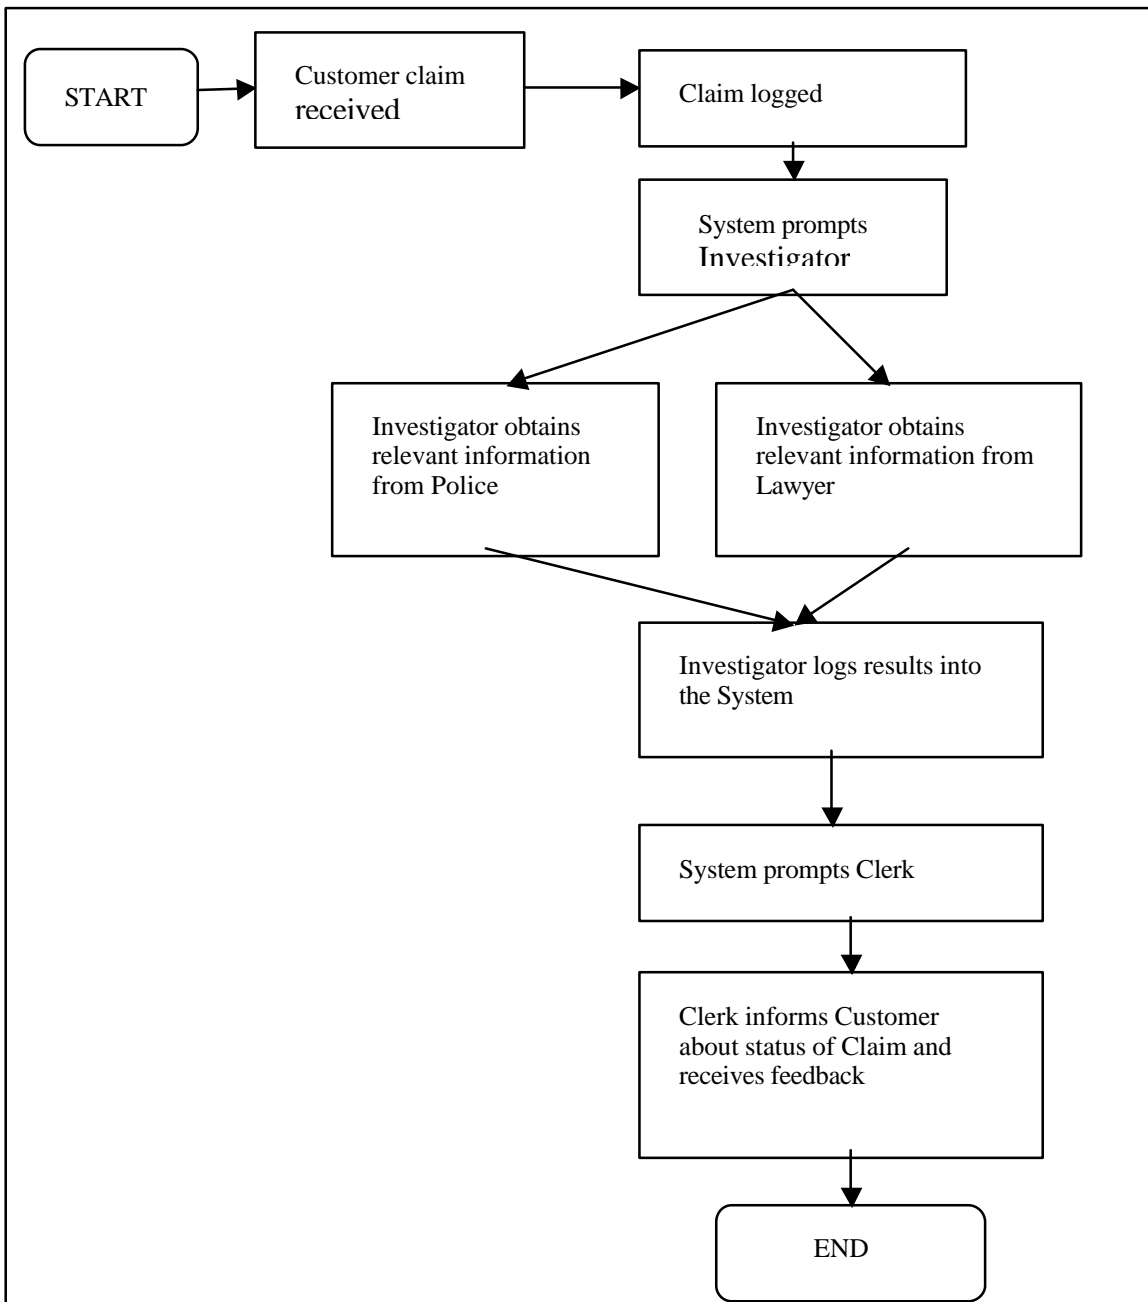 START
Customer claim
received
Claim logged
System prompts
Investigator
Investigator obtains
relevant information
from Police
Investigator obtains
relevant information from
Lawyer
Investigator logs results into
the System
System prompts Clerk
Clerk informs Customer
about status of Claim and
receives feedback
END